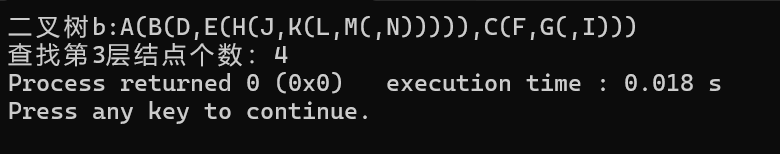 二叉树b:A(B(D,E(H(J,K(L,M(,N))))),C(F,G(,I)))
查找第3层结点个数: 4
Process returned 0 (0x0)   execution time : 0.018 s
Press any key to continue.